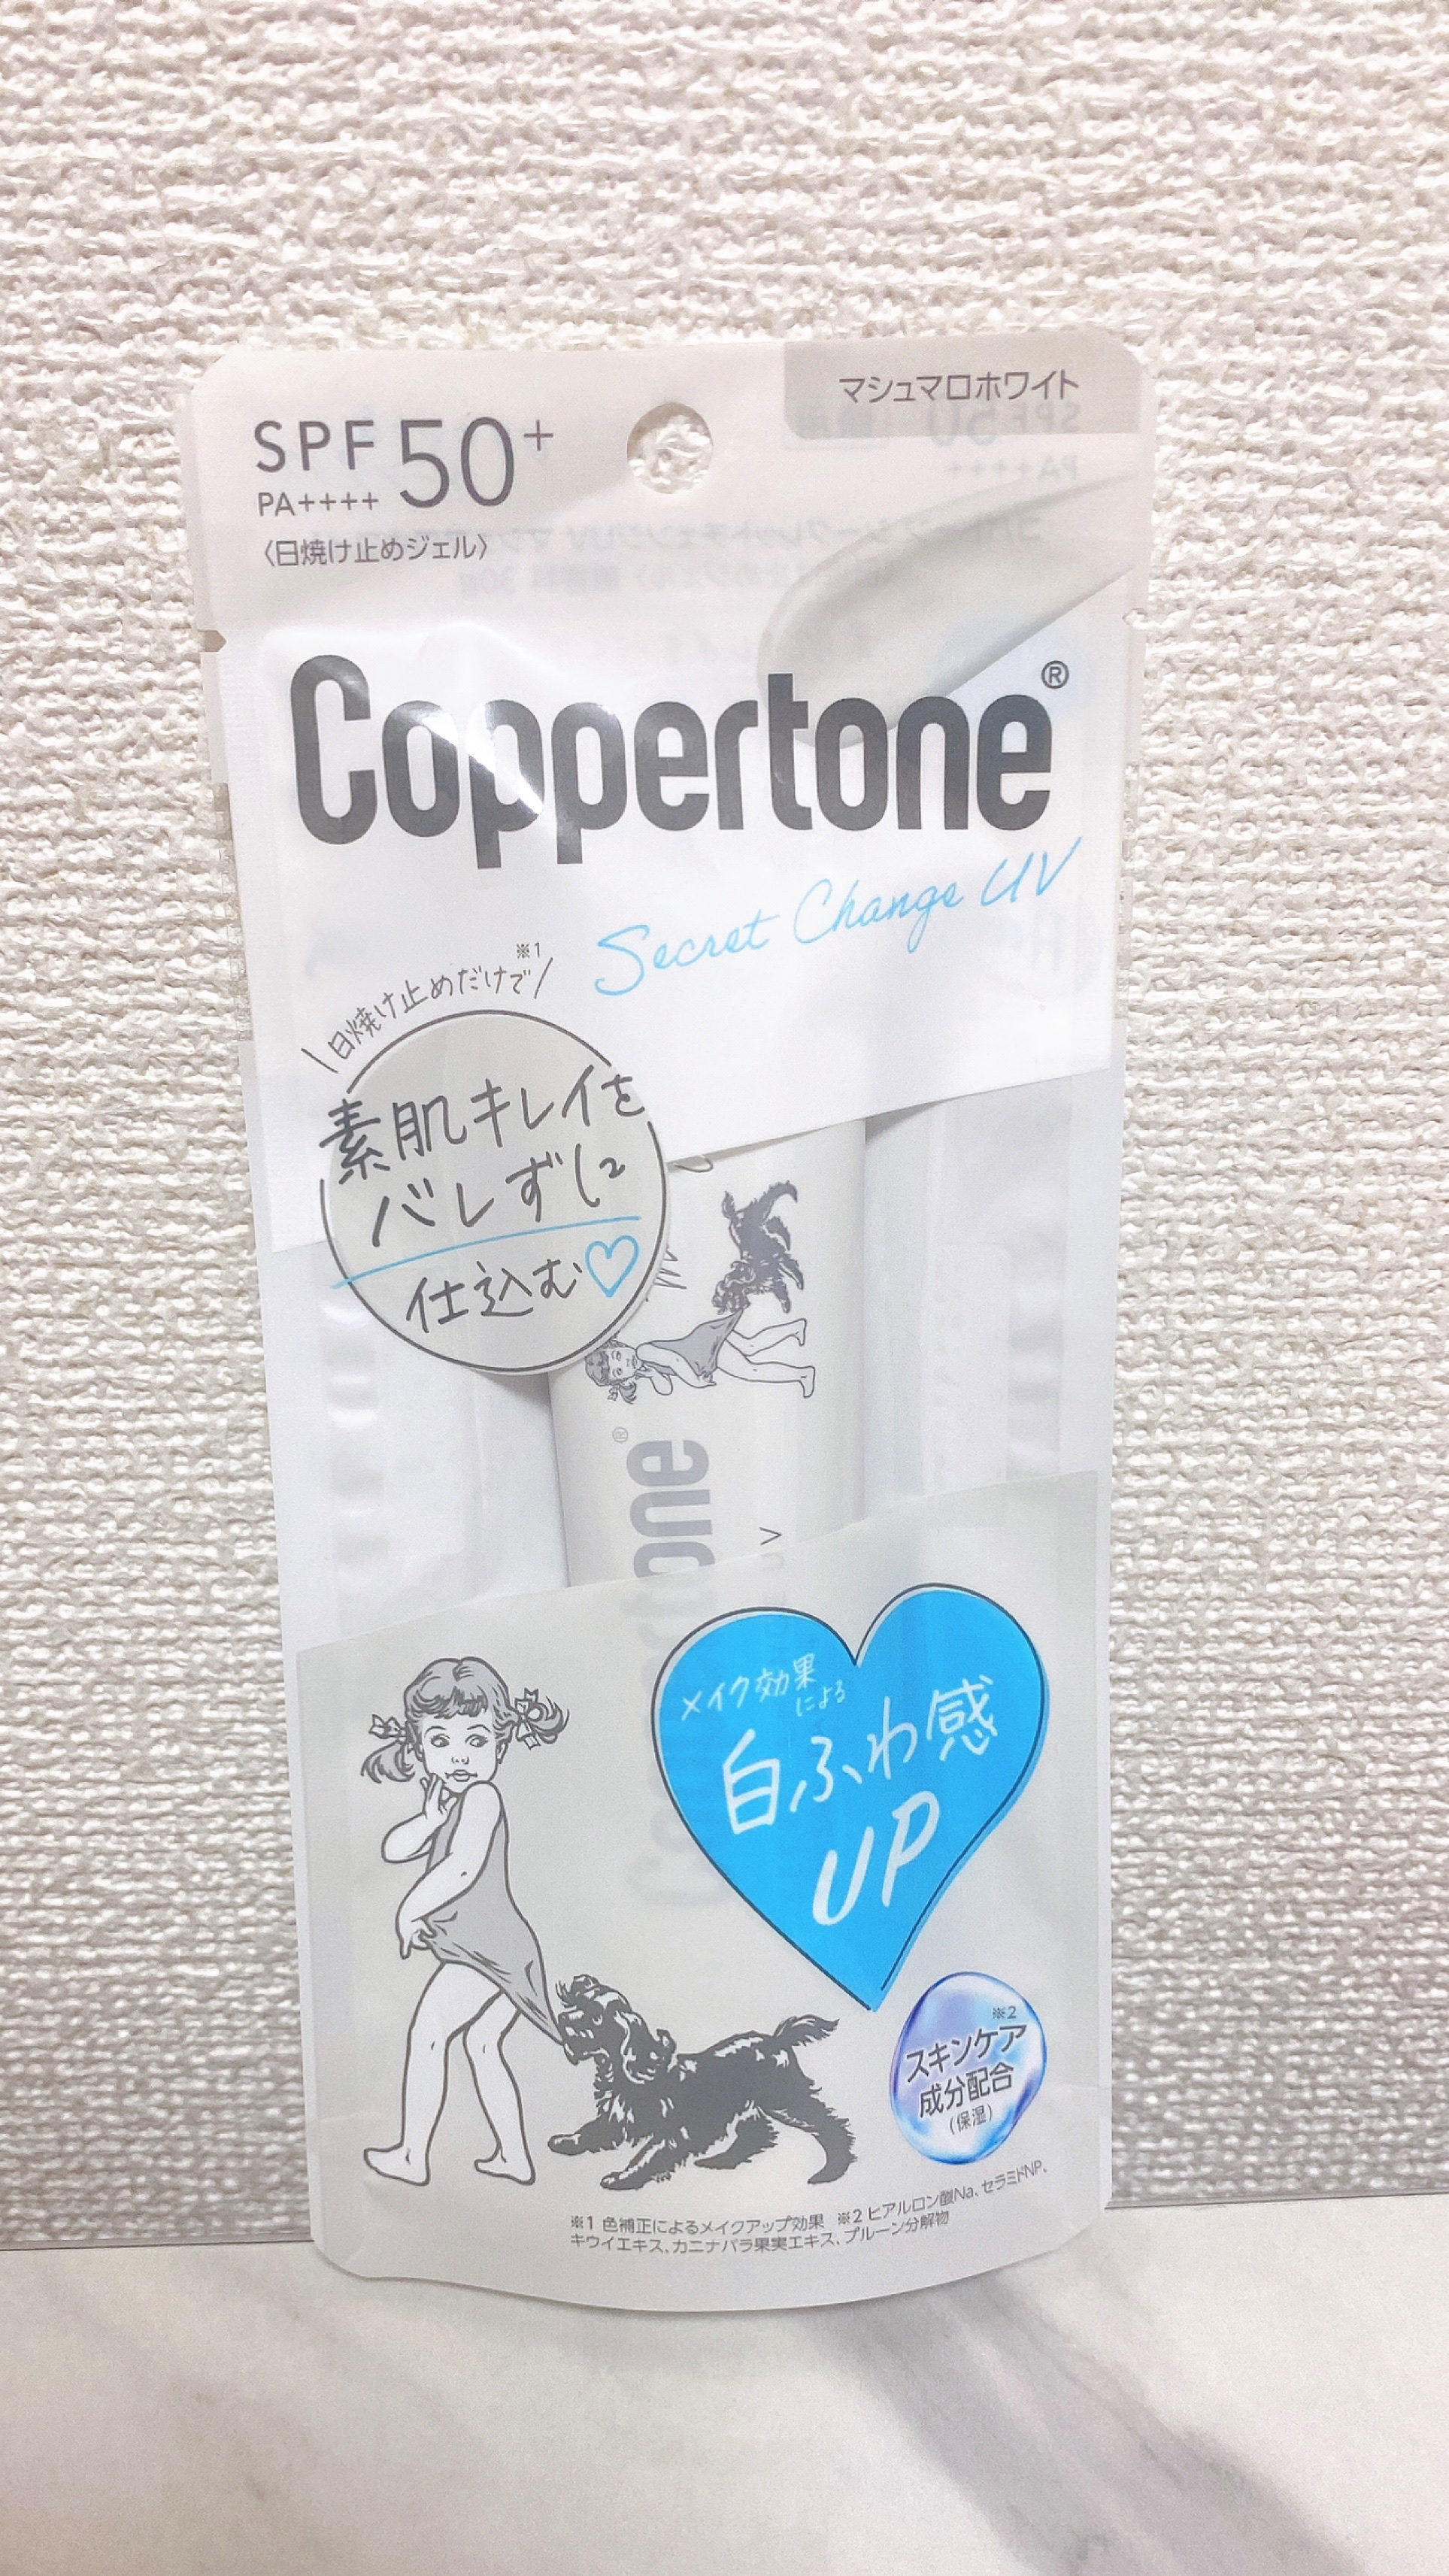 マシュマロホワイト
SPF 50+
PA++++
〈日焼け止めジェル〉
Coppertone®
Secret Change UV
\日焼け止めだけで※1/
素肌キレイを
バレずに
仕込む♡
メイク効果
による
白ふわ感
UP
※2
スキンケア
成分配合
(保湿)
※1 色補正によるメイクアップ効果 ※2 ヒアルロン酸Na、セラミドNP、
キウイエキス、カニナバラ果実エキス、プルーン分解物